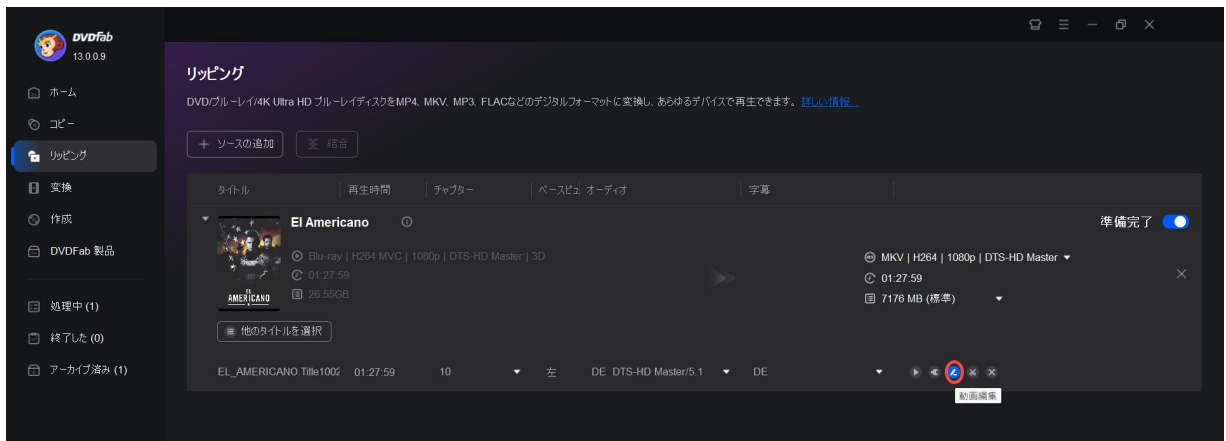 DVDFab
13.0.0.9
ホーム
コピー
リッピング
変換
作成
DVDFab 製品
処理中 (1)
終了した (0)
アーカイブ済み (1)
リッピング
DVD/ブルーレイ/4K Ultra HD ブルーレイディスクをMP4、MKV、MP3、FLACなどのデジタルフォーマットに変換し、あらゆるデバイスで再生できます。 詳しい情報...
+ ソースの追加 结合
タイトル 再生時間 チャプター ベースビュ オーディオ 字幕
El Americano
準備完了
Blu-ray | H264 MVC | 1080p | DTS-HD Master | 3D
01:27:59
26.55GB
EL
AMERICANO
MKV | H264 | 1080p | DTS-HD Master
01:27:59
7176 MB (標準)
他のタイトルを選択
EL_AMERICANO.Title1002 01:27:59 10 左 DE DTS-HD Master/5.1 DE
動画編集